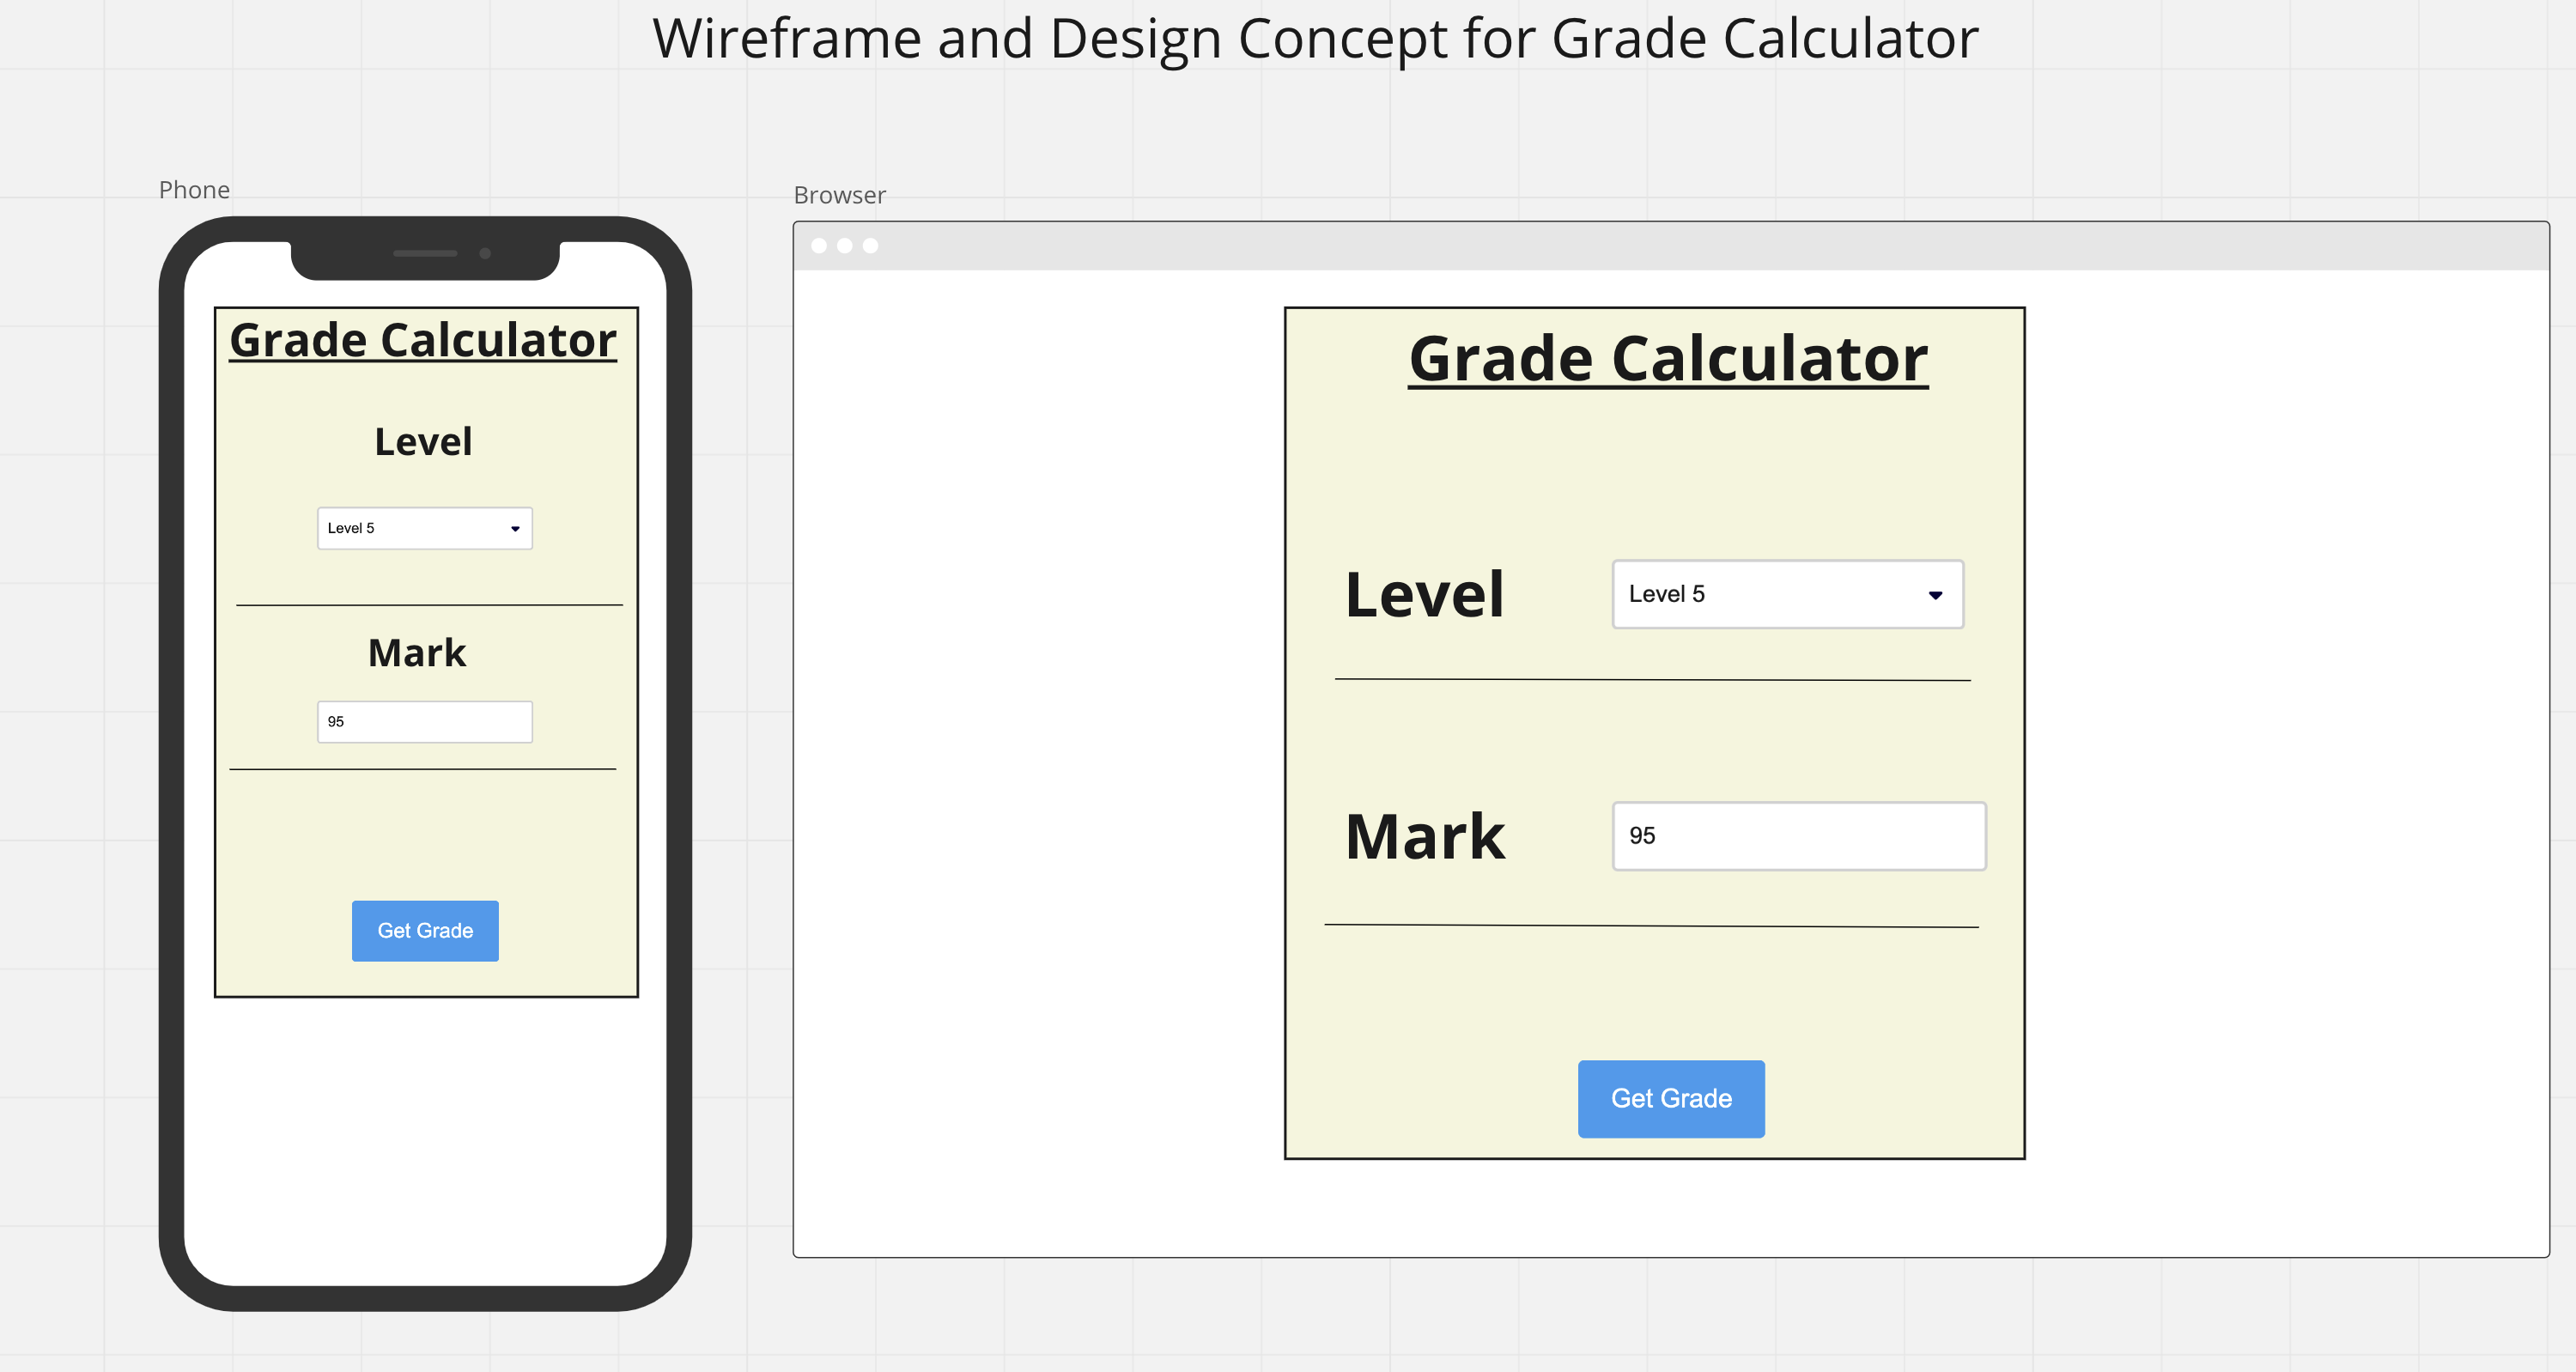 Wireframe and Design Concept for Grade Calculator
Phone
Grade Calculator
Level
Level 5
Mark
95
Get Grade
Browser
Grade Calculator
Level
Level 5
Mark
95
Get Grade